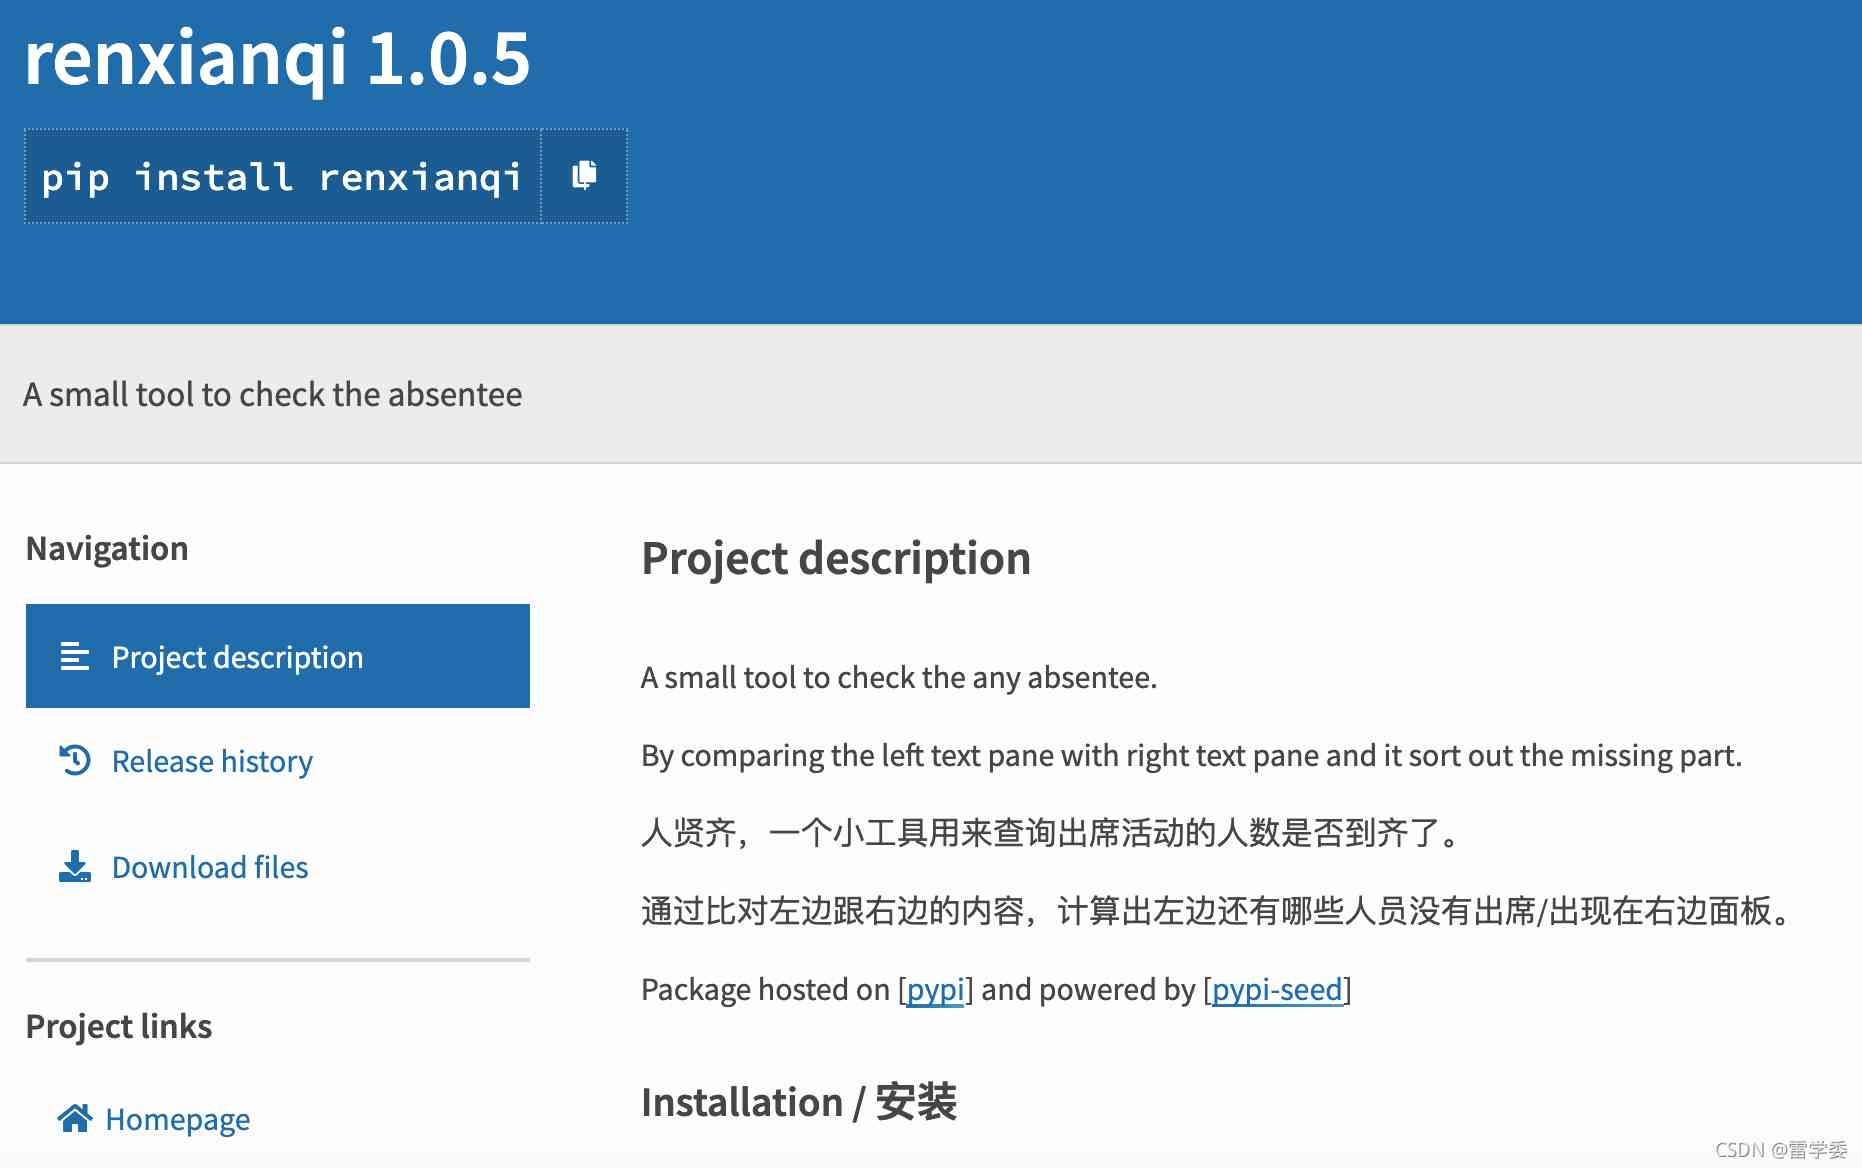 renxianqi 1.0.5
pip install renxianqi
A small tool to check the absentee
Navigation
Project description
Release history
Download files
Project links
Homepage
Project description
A small tool to check the any absentee.
By comparing the left text pane with right text pane and it sort out the missing part.
人贤齐，一个小工具用来查询出席活动的人数是否到齐了。
通过比对左边跟右边的内容，计算出左边还有哪些人员没有出席/出现在右边面板。
Package hosted on [pypi] and powered by [pypi-seed]
Installation / 安装
CSDN @雷学委